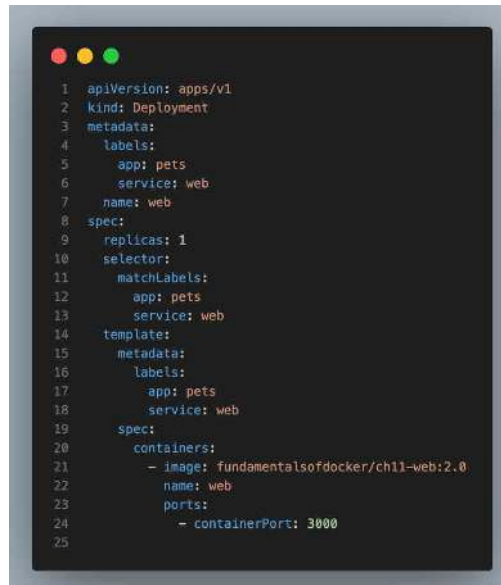 1 apiVersion: apps/v1
2 kind: Deployment
3 metadata:
4   labels:
5     app: pets
6     service: web
7   name: web
8 spec:
9   replicas: 1
10   selector:
11     matchLabels:
12       app: pets
13       service: web
14   template:
15     metadata:
16       labels:
17         app: pets
18         service: web
19     spec:
20       containers:
21         - image: fundamentalsofdocker/ch11-web:2.0
22           name: web
23           ports:
24             - containerPort: 3000
25